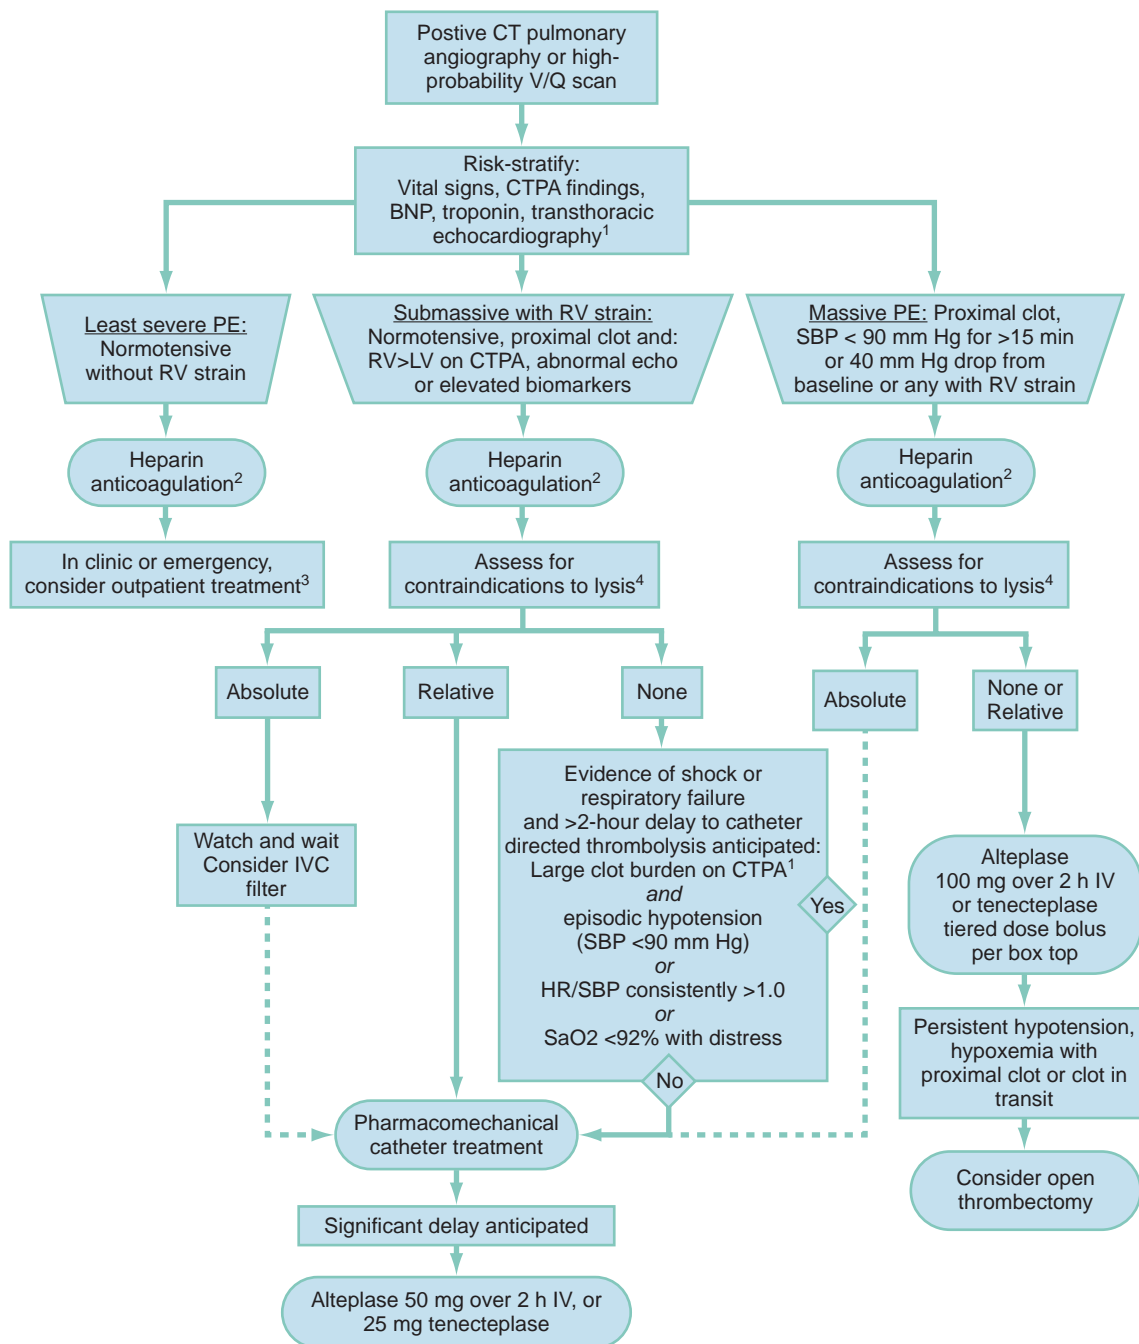 Postive CT pulmonary
angiography or high-
probability V/Q scan
Risk-stratify:
Vital signs, CTPA findings,
BNP, troponin, transthoracic
echocardiography1
Least severe PE:
Normotensive
without RV strain
Submassive with RV strain:
Normotensive, proximal clot and:
RV>LV on CTPA, abnormal echo
or elevated biomarkers
Massive PE: Proximal clot,
SBP < 90 mm Hg for >15 min
or 40 mm Hg drop from
baseline or any with RV strain
Heparin
anticoagulation2
Heparin
anticoagulation2
Heparin
anticoagulation2
In clinic or emergency,
consider outpatient treatment3
Assess for
contraindications to lysis4
Assess for
contraindications to lysis4
Absolute
Relative
None
Absolute
None or
Relative
Watch and wait
Consider IVC
filter
Evidence of shock or
respiratory failure
and >2-hour delay to catheter
directed thrombolysis anticipated:
Large clot burden on CTPA1
and
episodic hypotension
(SBP <90 mm Hg)
or
HR/SBP consistently >1.0
or
SaO2 <92% with distress
Yes
No
Alteplase
100 mg over 2 h IV
or tenecteplase
tiered dose bolus
per box top
Persistent hypotension,
hypoxemia with
proximal clot or clot in
transit
Consider open
thrombectomy
Pharmacomechanical
catheter treatment
Significant delay anticipated
Alteplase 50 mg over 2 h IV, or
25 mg tenecteplase